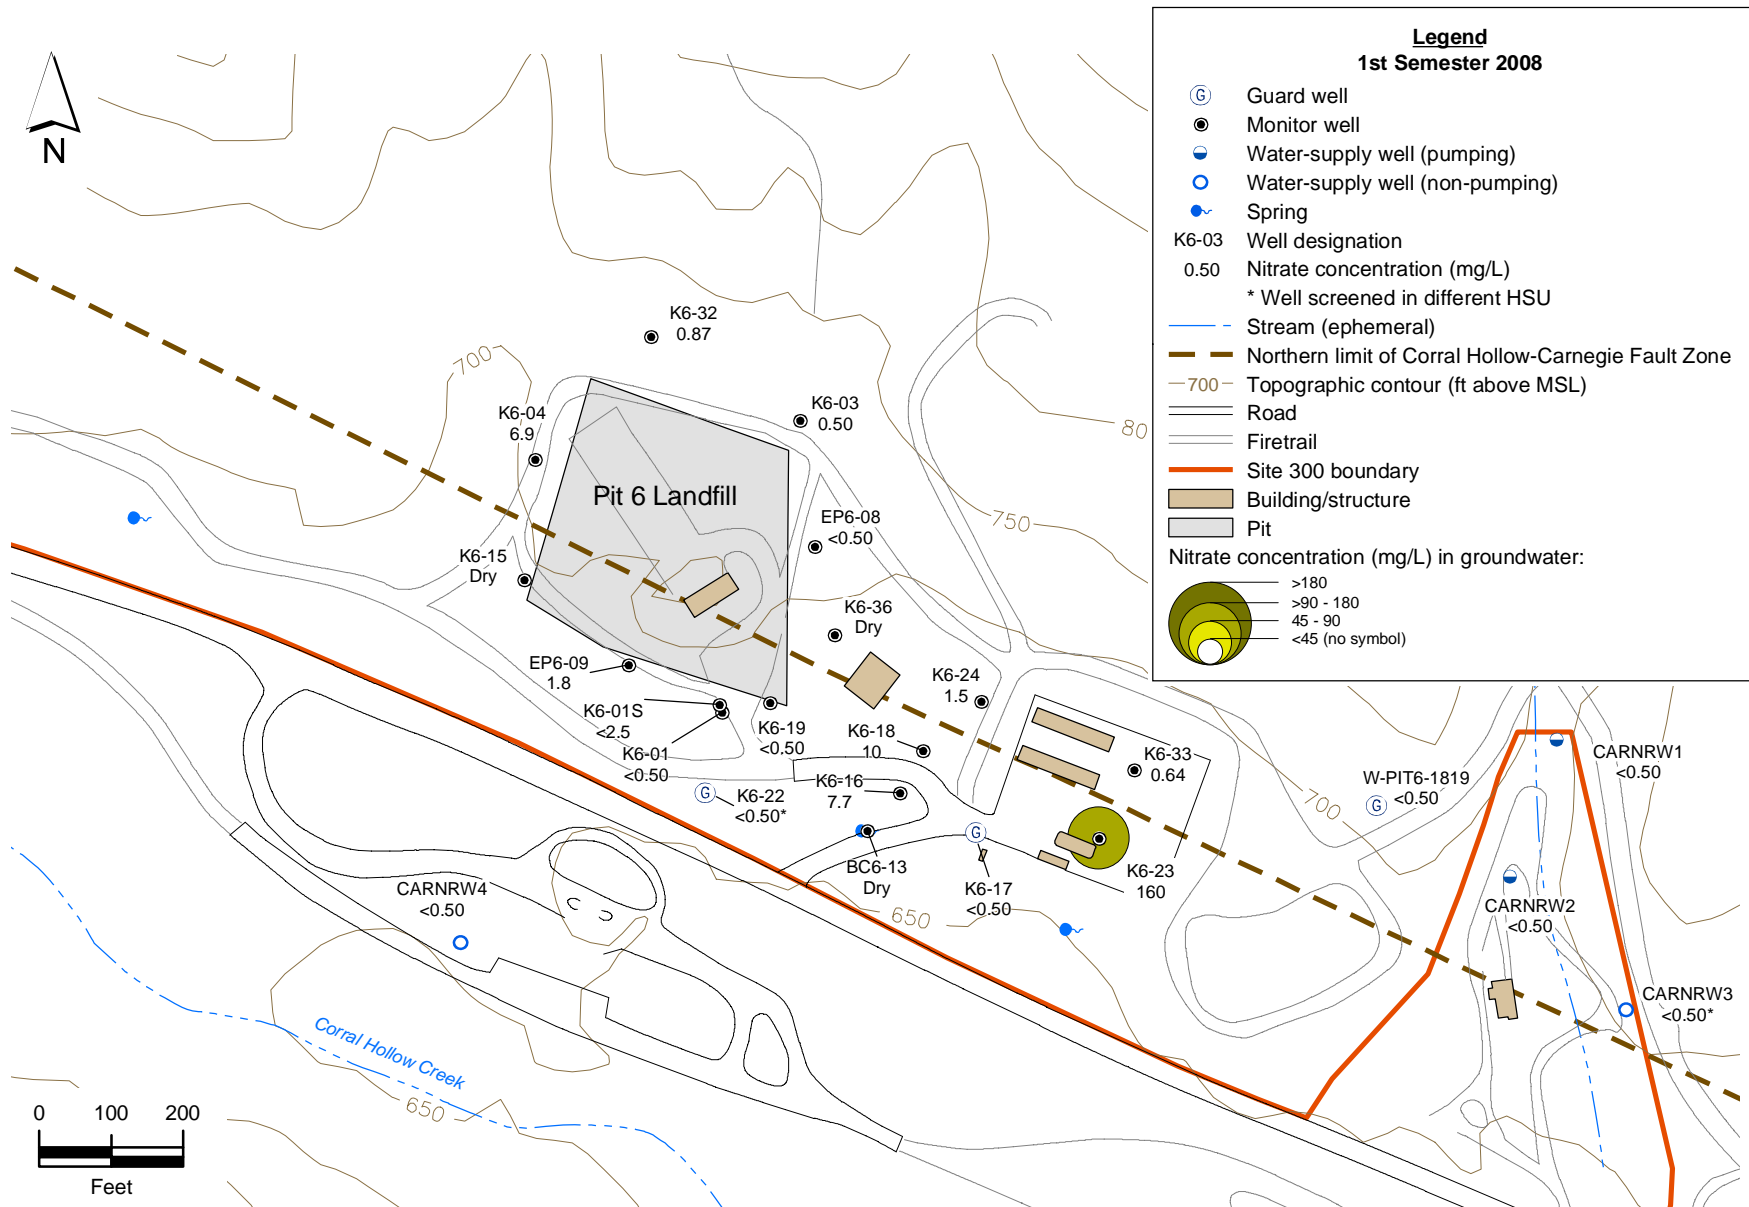 Legend
1st Semester 2008
G Guard well
Monitor well
Water-supply well (pumping)
Water-supply well (non-pumping)
Spring
K6-03 Well designation
0.50 Nitrate concentration (mg/L)
* Well screened in different HSU
Stream (ephemeral)
Northern limit of Corral Hollow-Carnegie Fault Zone
700 Topographic contour (ft above MSL)
Road
Firetrail
Site 300 boundary
Building/structure
Pit
Nitrate concentration (mg/L) in groundwater:
>180
>90 - 180
45 - 90
<45 (no symbol)
N
K6-32
0.87
700
K6-04
6.9
K6-03
0.50
80
Pit 6 Landfill
EP6-08
<0.50
750
K6-15
Dry
K6-36
Dry
EP6-09
1.8
K6-24
1.5
K6-01S
<2.5
K6-19
<0.50
K6-18
10
K6-01
<0.50
K6-33
0.64
CARNRW1
<0.50
W-PIT6-1819
<0.50
G
700
K6-16
7.7
G
K6-22
<0.50*
G
BC6-13
Dry
K6-23
160
K6-17
<0.50
CARNRW4
<0.50
650
CARNRW2
<0.50
CARNRW3
<0.50*
Corral Hollow Creek
650
0 100 200
Feet